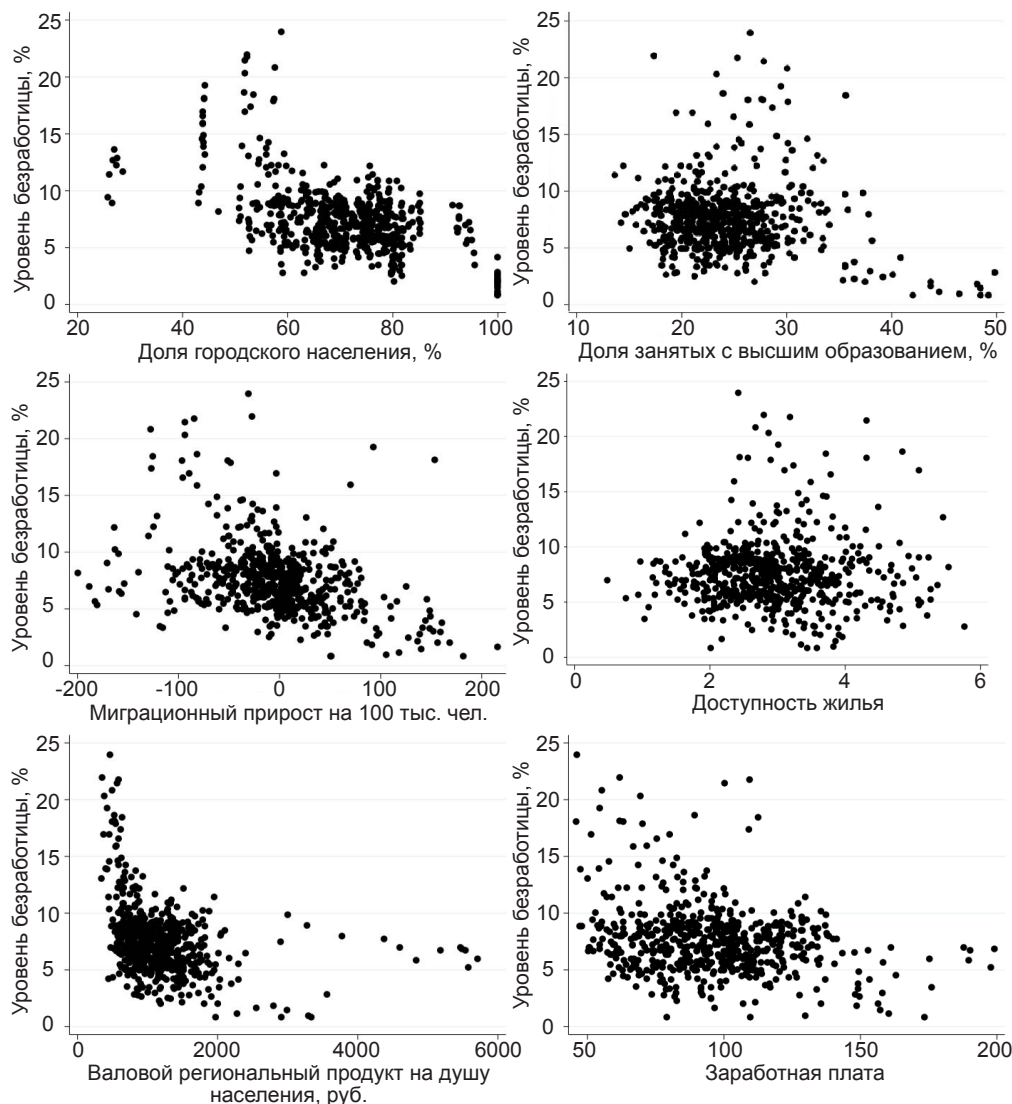 Уровень безработицы, %
25
20
15
10
5
0
20 40 60 80 100
Доля городского населения, %
Уровень безработицы, %
25
20
15
10
5
0
10 20 30 40 50
Доля занятых с высшим образованием, %
Уровень безработицы, %
25
20
15
10
5
0
-200 -100 0 100 200
Миграционный прирост на 100 тыс. чел.
Уровень безработицы, %
25
20
15
10
5
0
0 2 4 6
Доступность жилья
Уровень безработицы, %
25
20
15
10
5
0
0 2000 4000 6000
Валовой региональный продукт на душу
населения, руб.
Уровень безработицы, %
25
20
15
10
5
0
50 100 150 200
Заработная плата